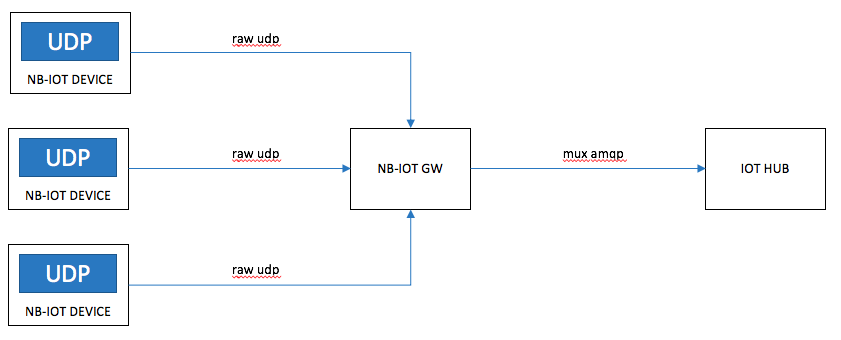 UDP
NB-IOT DEVICE
raw udp
UDP
NB-IOT DEVICE
raw udp
NB-IOT GW
mux amqp
IOT HUB
UDP
NB-IOT DEVICE
raw udp